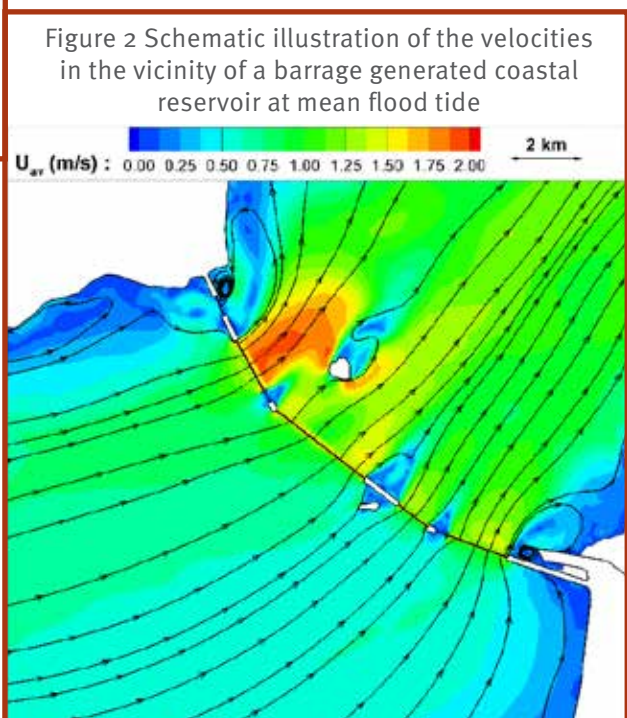 Figure 2 Schematic illustration of the velocities
in the vicinity of a barrage generated coastal
reservoir at mean flood tide
2 km
U_av (m/s) : 0.00 0.25 0.50 0.75 1.00 1.25 1.50 1.75 2.00